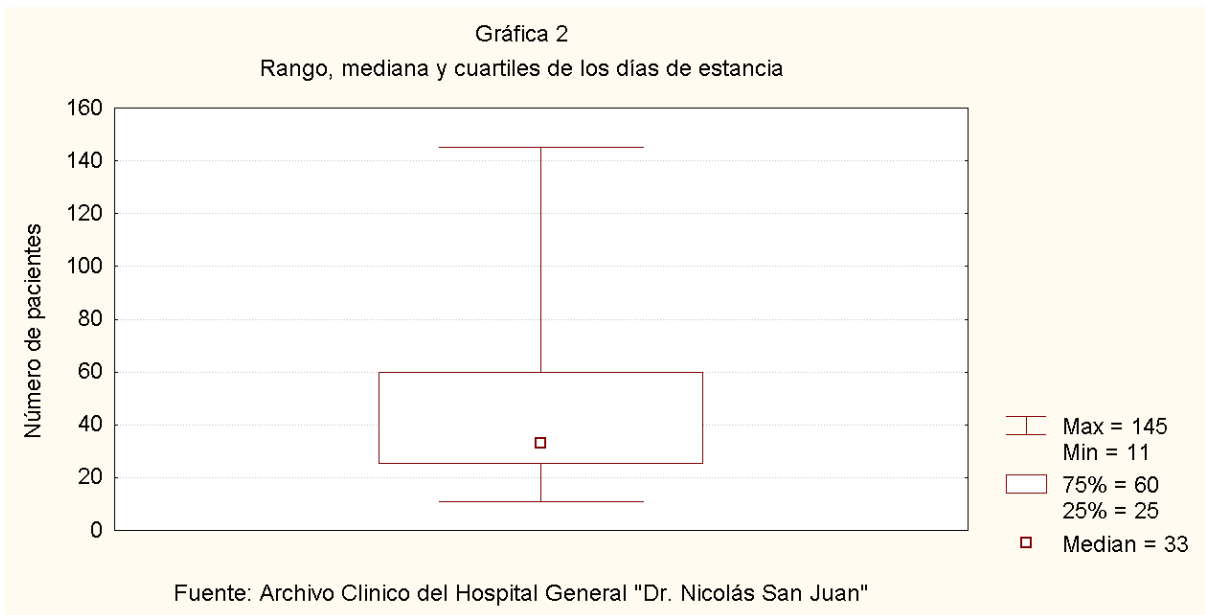 Gráfica 2
Rango, mediana y cuartiles de los días de estancia
160
140
120
100
80
60
40
20
0
Número de pacientes
Max = 145
Min = 11
75% = 60
25% = 25
Median = 33
Fuente: Archivo Clinico del Hospital General "Dr. Nicolás San Juan"